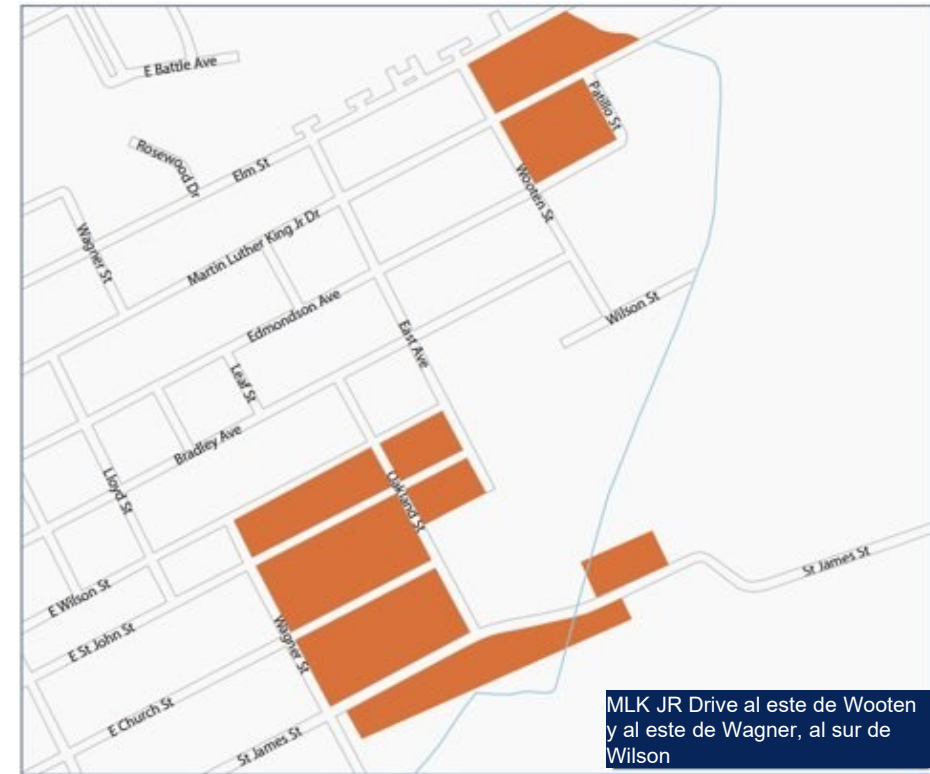 E Battle Ave
Patillo St
Rosewood Dr
Elm St
Wooten St
Martin Luther King Jr Dr
Wagner St
Edmondson Ave
Wilson St
East Ave
Leaf St
Bradley Ave
Lloyd St
Oakland St
St James St
E Wilson St
E St John St
Wagner St
E Church St
St James St
MLK JR Drive al este de Wooten
y al este de Wagner, al sur de
Wilson